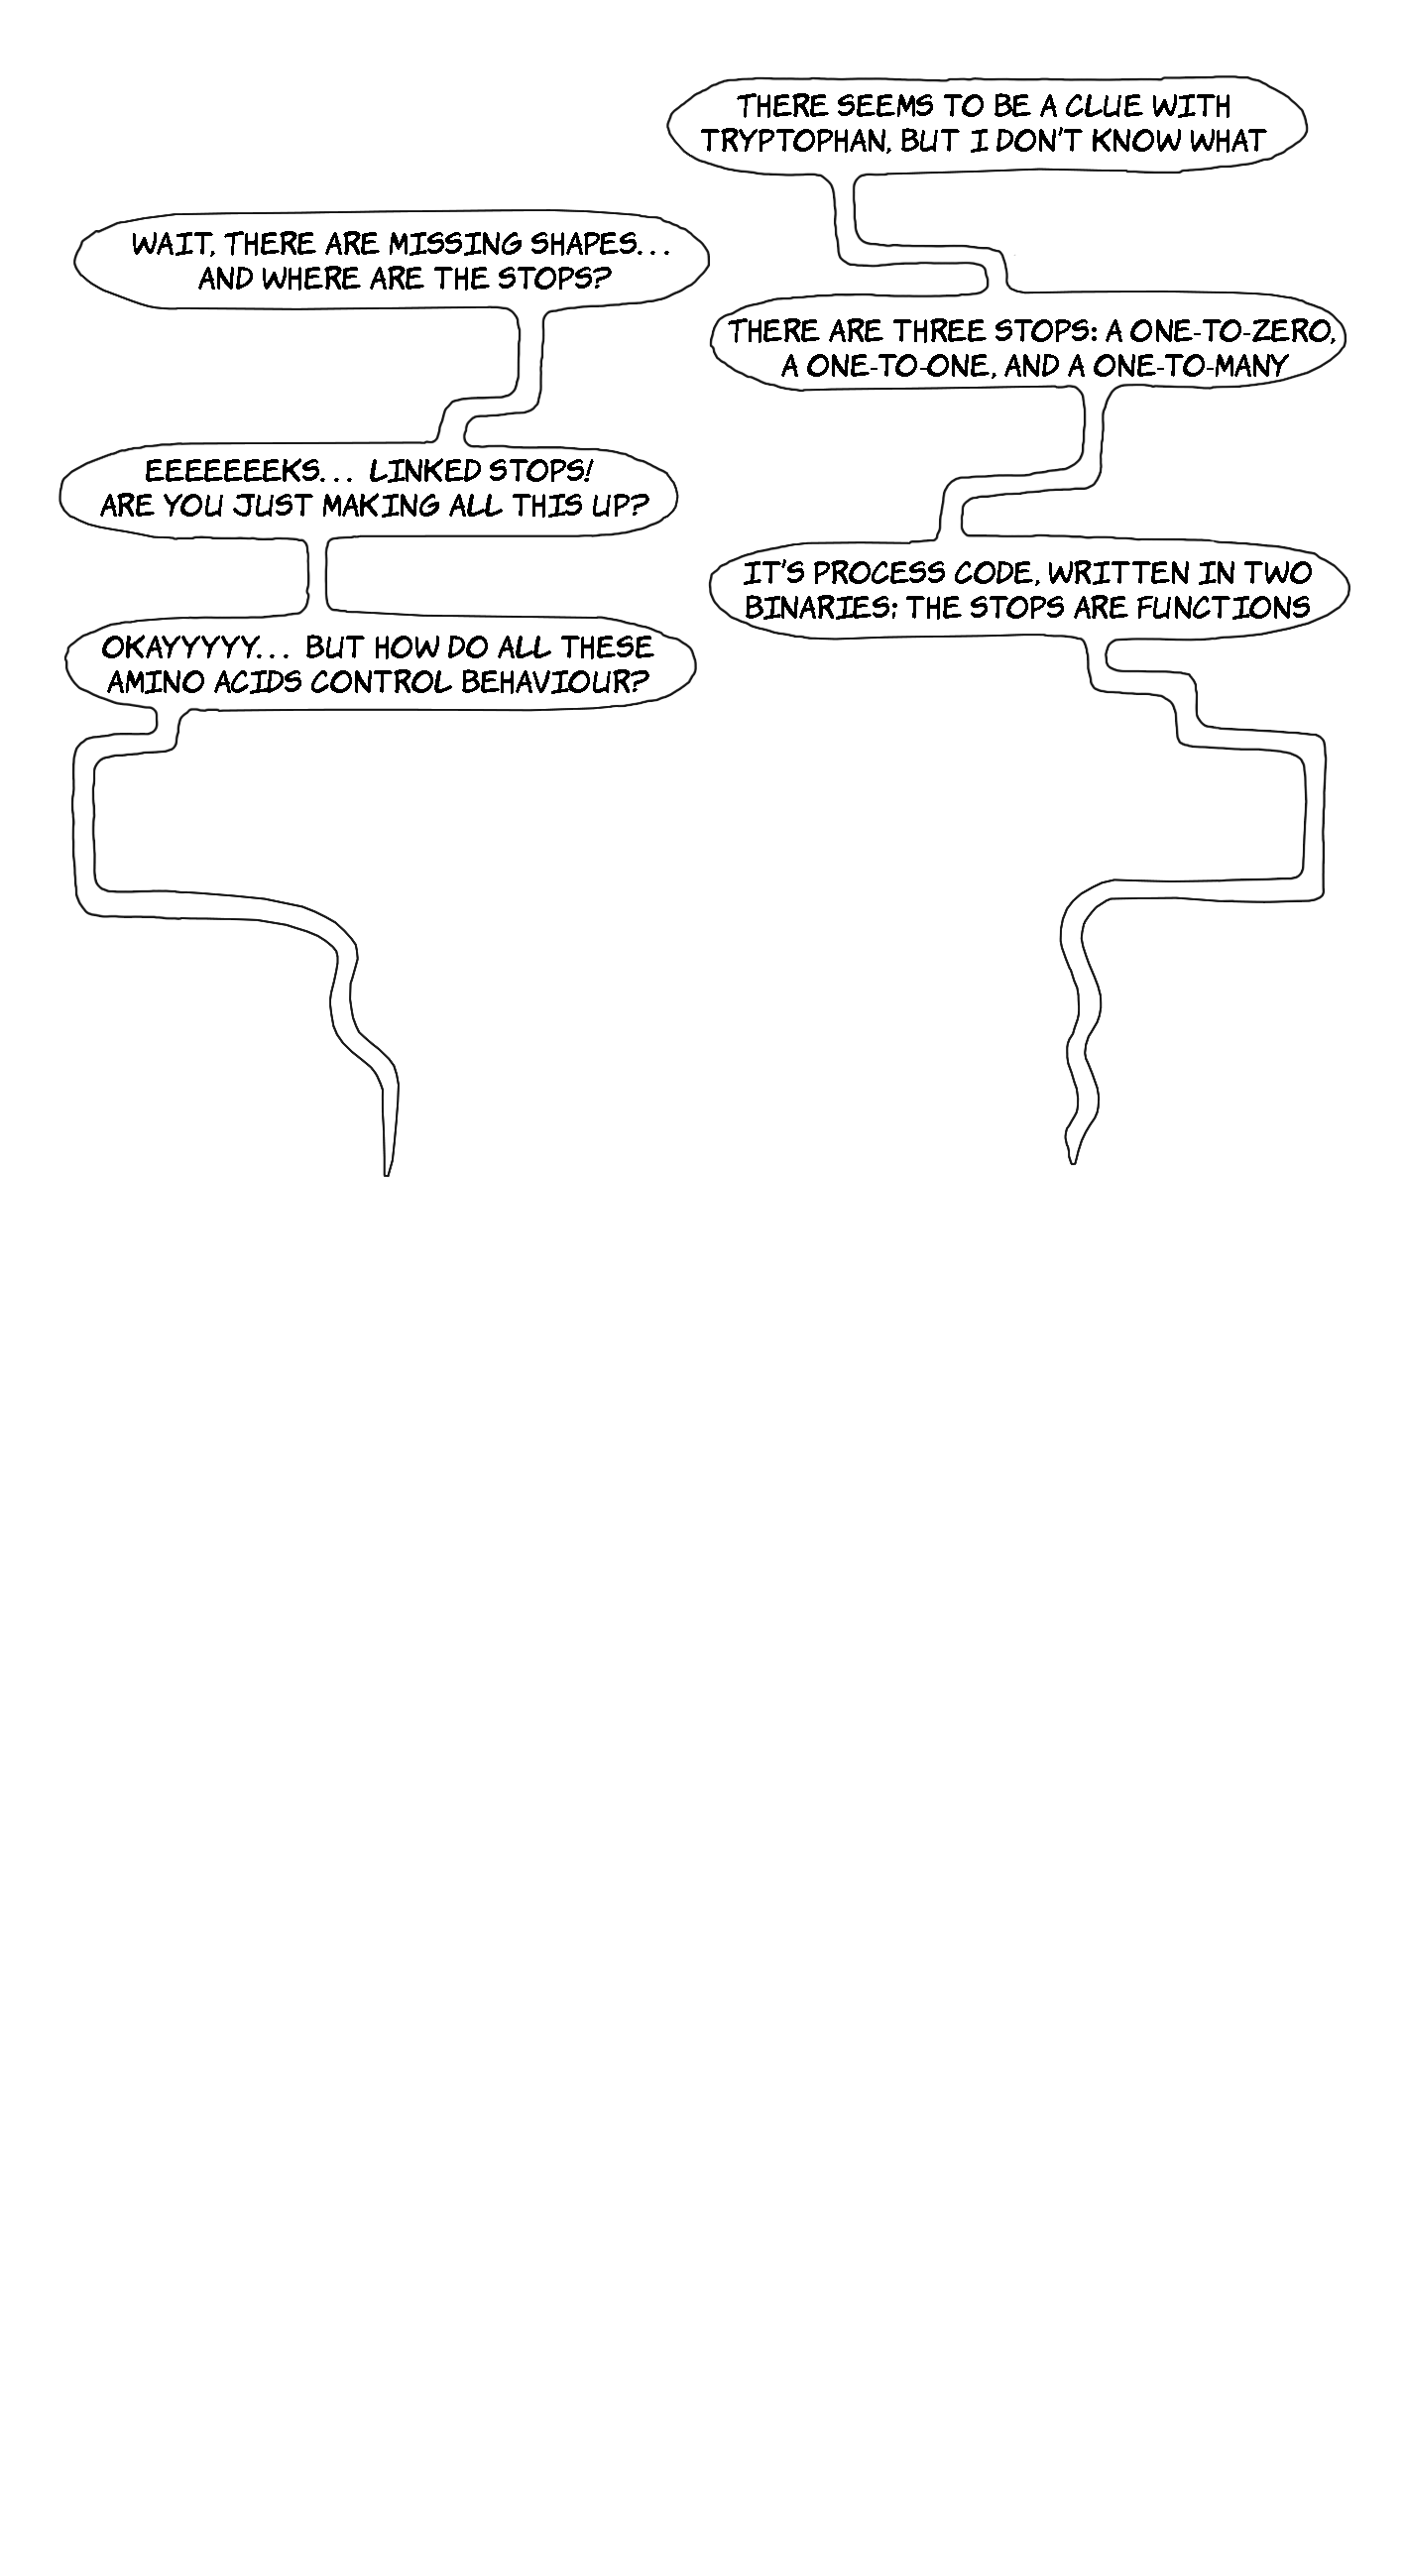 THERE SEEMS TO BE A CLUE WITH
TRYPTOPHAN, BUT I DON'T KNOW WHAT
WAIT, THERE ARE MISSING SHAPES...
AND WHERE ARE THE STOPS?
THERE ARE THREE STOPS: A ONE-TO-ZERO,
A ONE-TO-ONE, AND A ONE-TO-MANY
EEEEEEEKS... LINKED STOPS!
ARE YOU JUST MAKING ALL THIS UP?
IT'S PROCESS CODE, WRITTEN IN TWO
BINARIES; THE STOPS ARE FUNCTIONS
OKAYYYYY... BUT HOW DO ALL THESE
AMINO ACIDS CONTROL BEHAVIOUR?